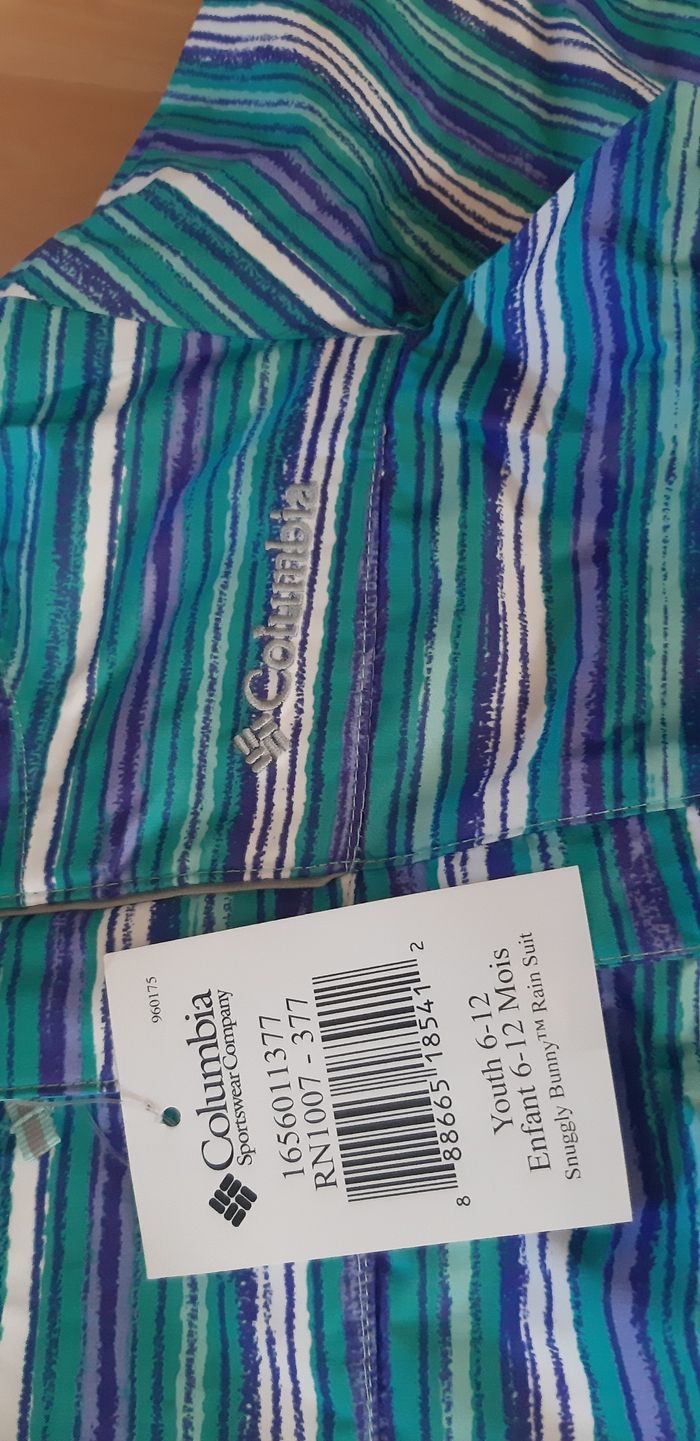 Columbia
960175
Columbia
Sportswear Company
1656011377
RN1007 - 377
8 88665 18541 2
Youth 6-12
Enfant 6-12 Mois
Snuggly Bunny™ Rain Suit